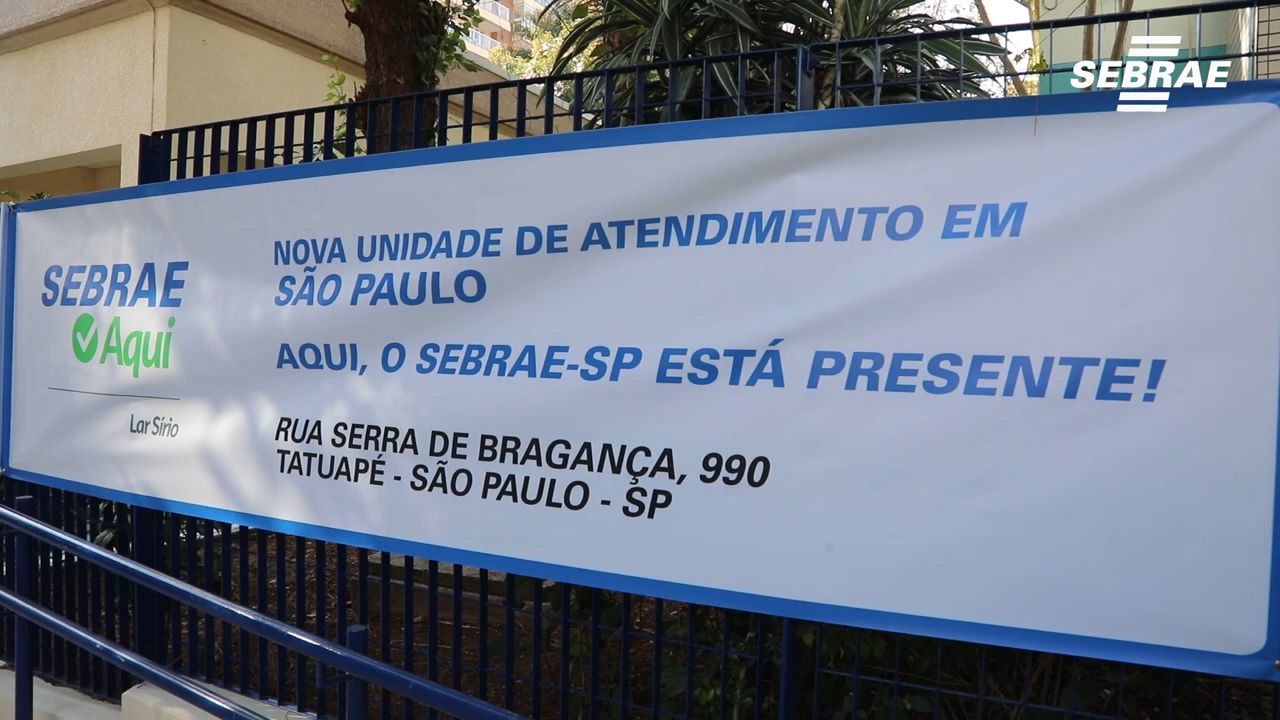 SEBRAE
SEBRAE
Aqui
Lar Sírio
NOVA UNIDADE DE ATENDIMENTO EM
SÃO PAULO
AQUI, O SEBRAE-SP ESTÁ PRESENTE!
RUA SERRA DE BRAGANÇA, 990
TATUAPÉ - SÃO PAULO - SP